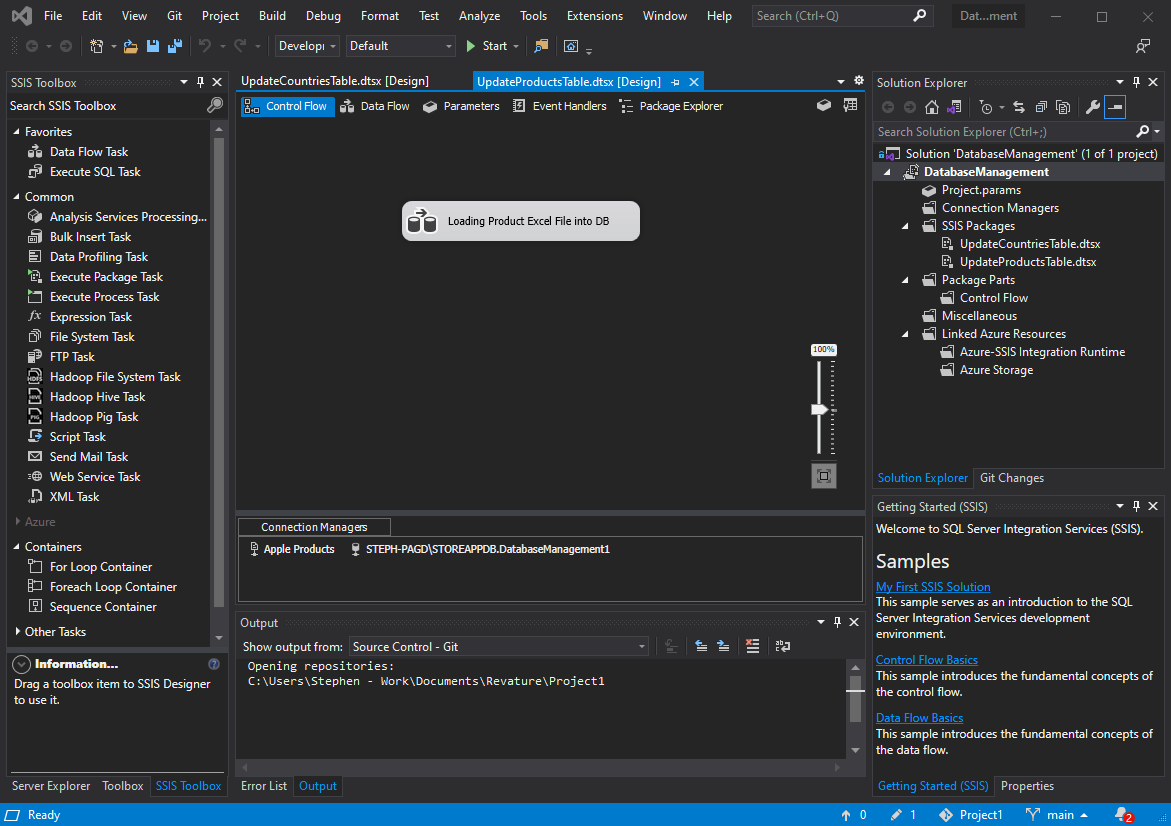 File Edit View Git Project Build Debug Format Test Analyze Tools Extensions Window Help Search (Ctrl+Q) Dat...ment
Developr Default Start
SSIS Toolbox
Search SSIS Toolbox
Favorites
Data Flow Task
Execute SQL Task
Common
Analysis Services Processing...
Bulk Insert Task
Data Profiling Task
Execute Package Task
Execute Process Task
fx Expression Task
File System Task
FTP Task
Hadoop File System Task
Hadoop Hive Task
Hadoop Pig Task
Script Task
Send Mail Task
Web Service Task
XML Task
Azure
Containers
For Loop Container
Foreach Loop Container
Sequence Container
Other Tasks
Information...
Drag a toolbox item to SSIS Designer
to use it.
Server Explorer Toolbox SSIS Toolbox
UpdateCountriesTable.dtsx [Design] UpdateProductsTable.dtsx [Design]
Control Flow Data Flow Parameters Event Handlers Package Explorer
Loading Product Excel File into DB
100%
Connection Managers
Apple Products STEPH-PAGD\STOREAPPDB.DatabaseManagement1
Output
Show output from: Source Control - Git
Opening repositories:
C:\Users\Stephen - Work\Documents\Revature\Project1
Error List Output
Solution Explorer
Search Solution Explorer (Ctrl+;)
Solution 'DatabaseManagement' (1 of 1 project)
DatabaseManagement
Project.params
Connection Managers
SSIS Packages
UpdateCountriesTable.dtsx
UpdateProductsTable.dtsx
Package Parts
Control Flow
Miscellaneous
Linked Azure Resources
Azure-SSIS Integration Runtime
Azure Storage
Solution Explorer Git Changes
Getting Started (SSIS)
Welcome to SQL Server Integration Services (SSIS).
Samples
My First SSIS Solution
This sample serves as an introduction to the SQL
Server Integration Services development
environment.
Control Flow Basics
This sample introduces the fundamental concepts of
the control flow.
Data Flow Basics
This sample introduces the fundamental concepts of
the data flow.
Getting Started (SSIS) Properties
Ready 0 1 Project1 main 2